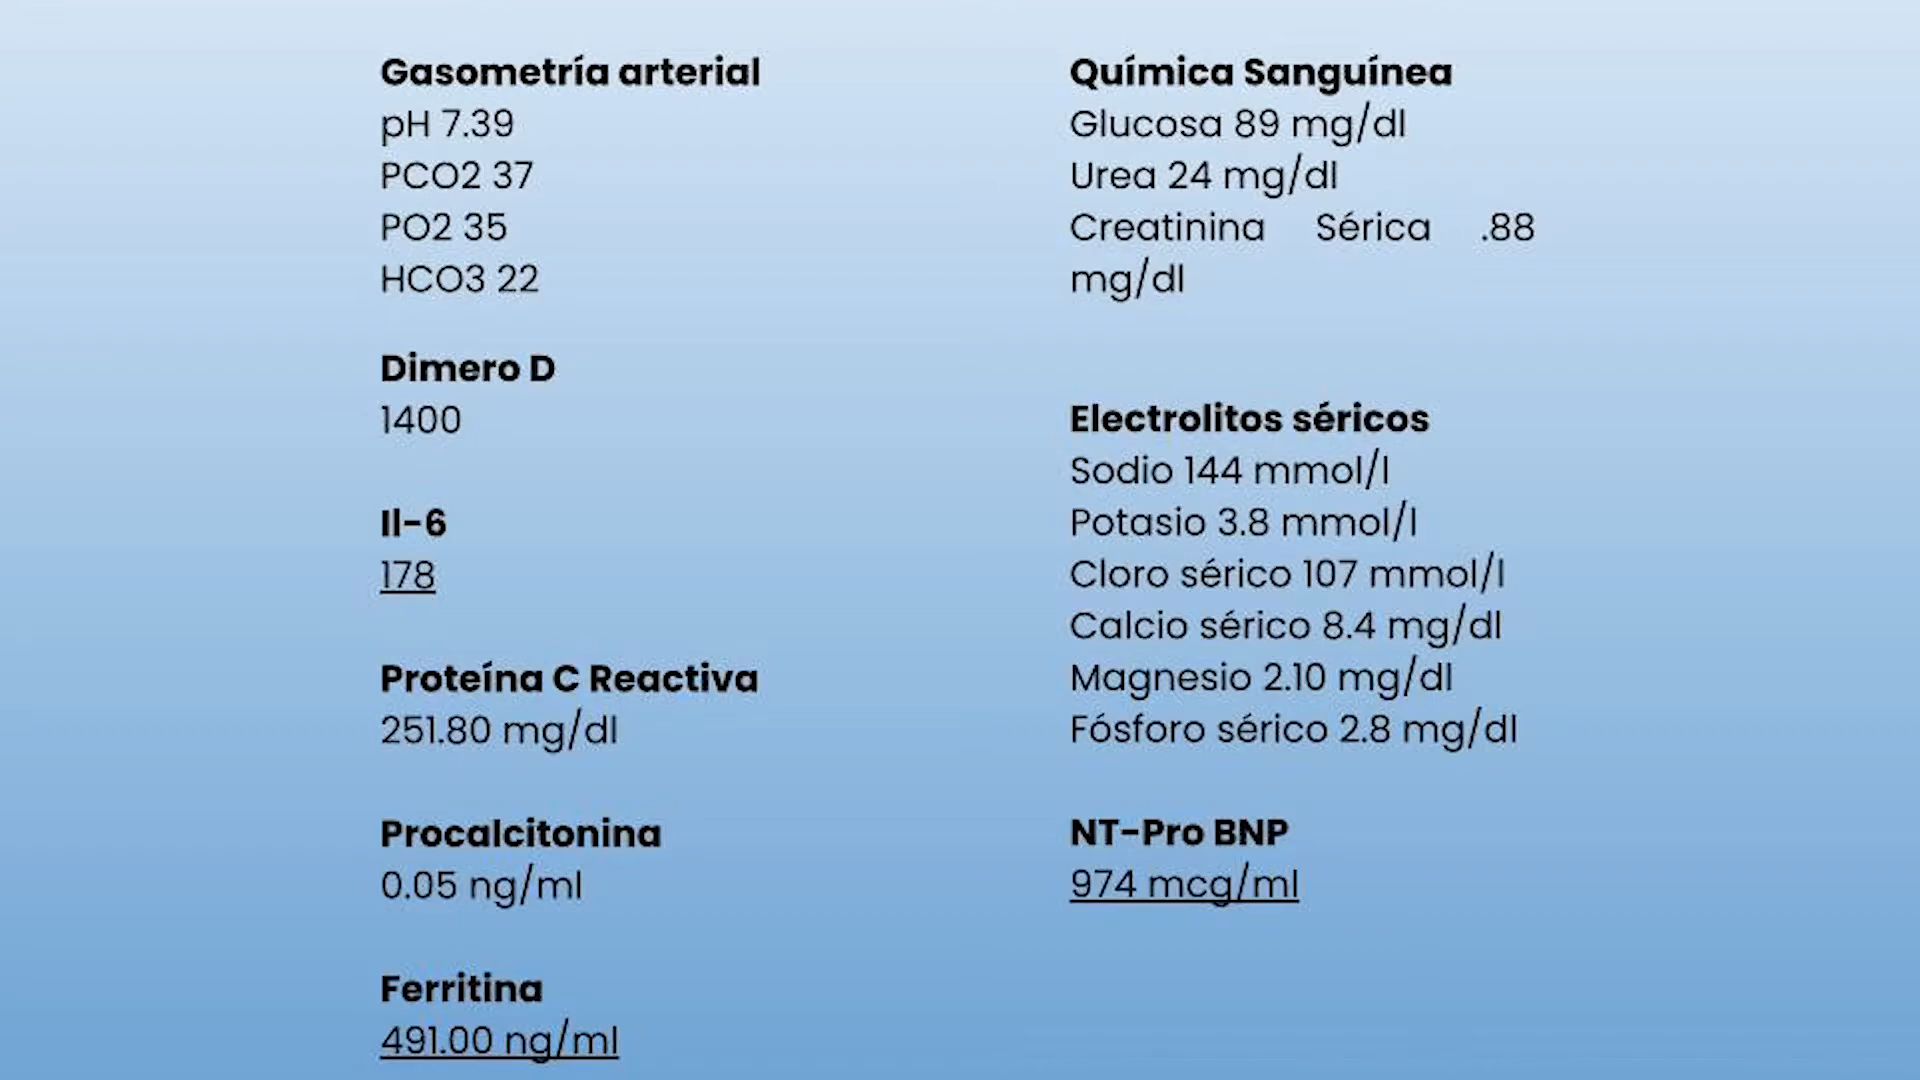 Gasometría arterial
pH 7.39
PCO2 37
PO2 35
HCO3 22
Dimero D
1400
Il-6
178
Proteína C Reactiva
251.80 mg/dl
Procalcitonina
0.05 ng/ml
Ferritina
491.00 ng/ml
Química Sanguínea
Glucosa 89 mg/dl
Urea 24 mg/dl
Creatinina Sérica .88
mg/dl
Electrolitos séricos
Sodio 144 mmol/l
Potasio 3.8 mmol/l
Cloro sérico 107 mmol/l
Calcio sérico 8.4 mg/dl
Magnesio 2.10 mg/dl
Fósforo sérico 2.8 mg/dl
NT-Pro BNP
974 mcg/ml